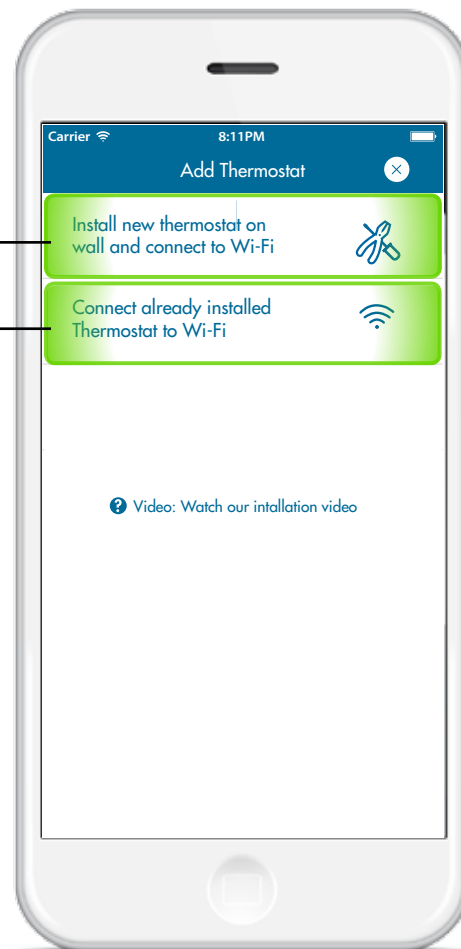 Carrier 8:11PM
Add Thermostat
Install new thermostat on
wall and connect to Wi-Fi
Connect already installed
Thermostat to Wi-Fi
? Video: Watch our intallation video